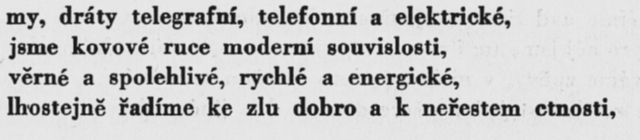 my, dráty telegrafní, telefonní a elektrické,
jsme kovové ruce moderní souvislosti,
věrné a spolehlivé, rychlé a energické,
lhostejně řadíme ke zlu dobro a k neřestem ctnosti,